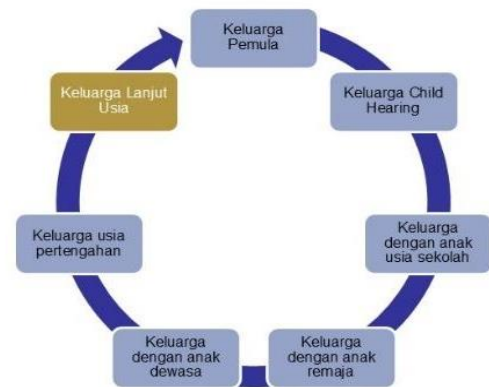 Keluarga
Pemula
Keluarga Child
Hearing
Keluarga
dengan anak
usia sekolah
Keluarga
dengan anak
remaja
Keluarga
dengan anak
dewasa
Keluarga usia
pertengahan
Keluarga Lanjut
Usia